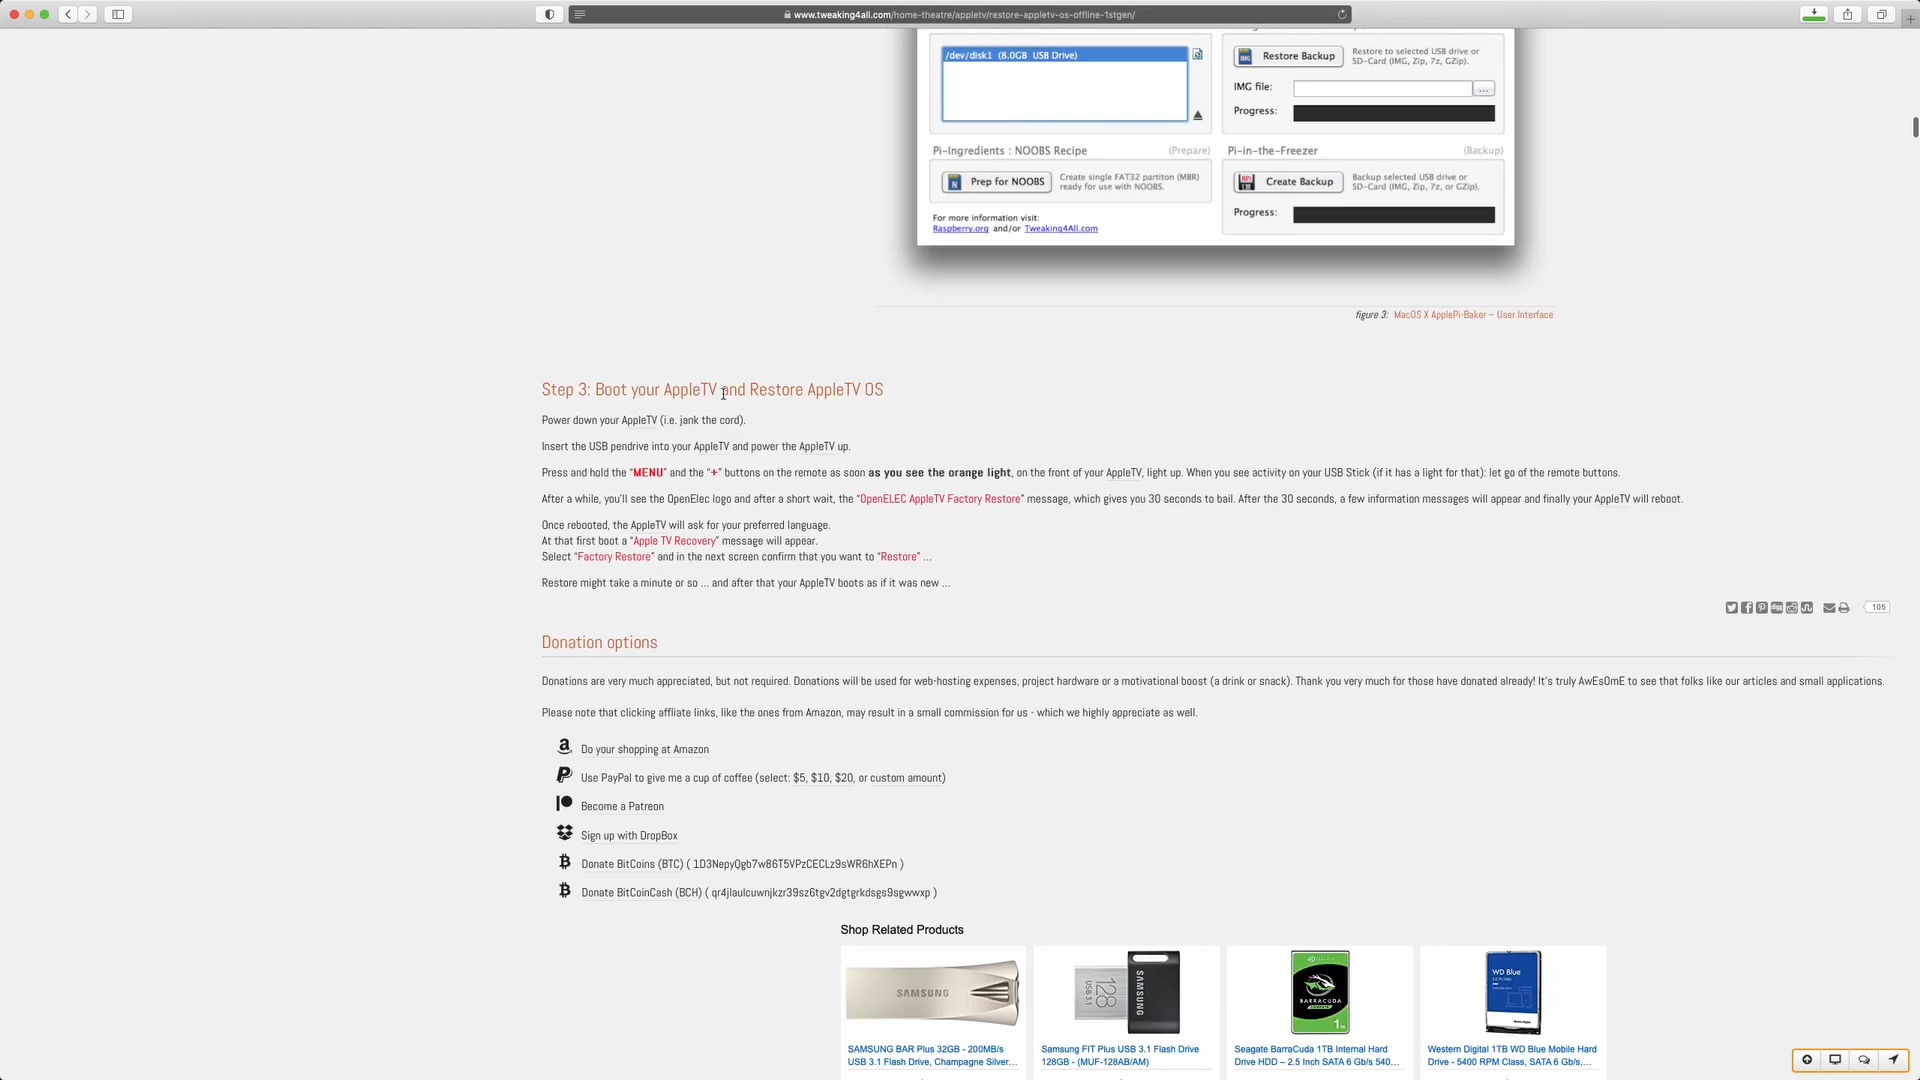 www.tweaking4all.com/home-theatre/appletv/restore-appletv-os-offline-1stgen/
/dev/disk1 (8.0GB USB Drive)
Restore Backup
Restore to selected USB drive or
SD-Card (IMG, Zip, 7z, GZip).
IMG file:
...
Progress:
Pi-Ingredients : NOOBS Recipe
(Prepare)
Pi-in-the-Freezer
(Backup)
Prep for NOOBS
Create single FAT32 partiton (MBR)
ready for use with NOOBS.
Create Backup
Backup selected USB drive or
SD-Card (IMG, Zip, 7z, or GZip).
Progress:
For more information visit:
Raspberry.org and/or Tweaking4All.com
figure 3: MacOS X ApplePi-Baker – User Interface
Step 3: Boot your AppleTV and Restore AppleTV OS
Power down your AppleTV (i.e. jank the cord).
Insert the USB pendrive into your AppleTV and power the AppleTV up.
Press and hold the “MENU” and the “+” buttons on the remote as soon as you see the orange light, on the front of your AppleTV, light up. When you see activity on your USB Stick (if it has a light for that): let go of the remote buttons.
After a while, you'll see the OpenElec logo and after a short wait, the “OpenELEC AppleTV Factory Restore” message, which gives you 30 seconds to bail. After the 30 seconds, a few information messages will appear and finally your AppleTV will reboot.
Once rebooted, the AppleTV will ask for your preferred language.
At that first boot a “Apple TV Recovery” message will appear.
Select “Factory Restore” and in the next screen confirm that you want to “Restore” ...
Restore might take a minute or so ... and after that your AppleTV boots as if it was new ...
105
Donation options
Donations are very much appreciated, but not required. Donations will be used for web-hosting expenses, project hardware or a motivational boost (a drink or snack). Thank you very much for those have donated already! It's truly AwEsOmE to see that folks like our articles and small applications.
Please note that clicking affliate links, like the ones from Amazon, may result in a small commission for us - which we highly appreciate as well.
Do your shopping at Amazon
Use PayPal to give me a cup of coffee (select: $5, $10, $20, or custom amount)
Become a Patreon
Sign up with DropBox
Donate BitCoins (BTC) ( 1D3NepyQgb7w86T5VPzCECLz9sWR6hXEPn )
Donate BitCoinCash (BCH) ( qr4jlaulcuwnjkzr39sz6tgv2dgtgrkdsgs9sgwwxp )
Shop Related Products
SAMSUNG
USB 3.1
128
SAMSUNG
BARRACUDA
1TB
WD Blue
SAMSUNG BAR Plus 32GB - 200MB/s
USB 3.1 Flash Drive, Champagne Silver...
Samsung FIT Plus USB 3.1 Flash Drive
128GB - (MUF-128AB/AM)
Seagate BarraCuda 1TB Internal Hard
Drive HDD – 2.5 Inch SATA 6 Gb/s 540...
Western Digital 1TB WD Blue Mobile Hard
Drive - 5400 RPM Class, SATA 6 Gb/s,...